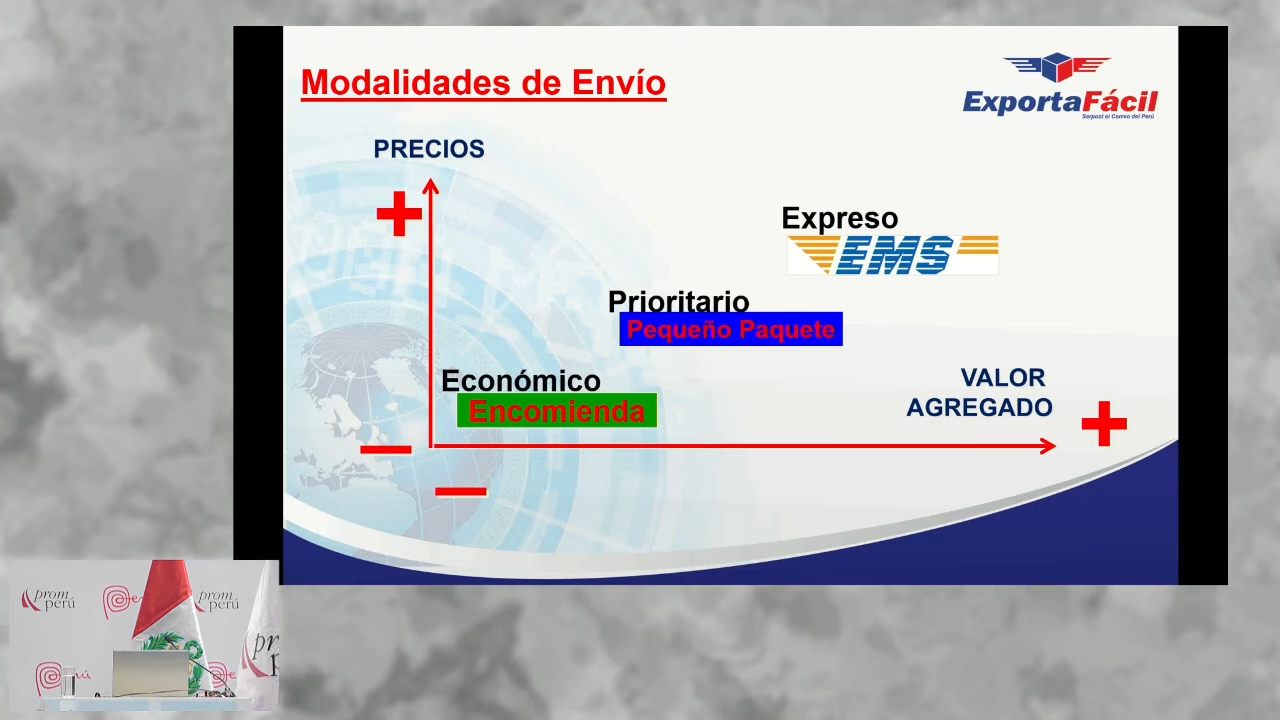 Modalidades de Envío
ExportaFácil
Serpost el Correo del Perú
PRECIOS
+
Expreso
EMS
Prioritario
Pequeño Paquete
Económico
Encomienda
VALOR
AGREGADO
+
prom
perú
prom
perú